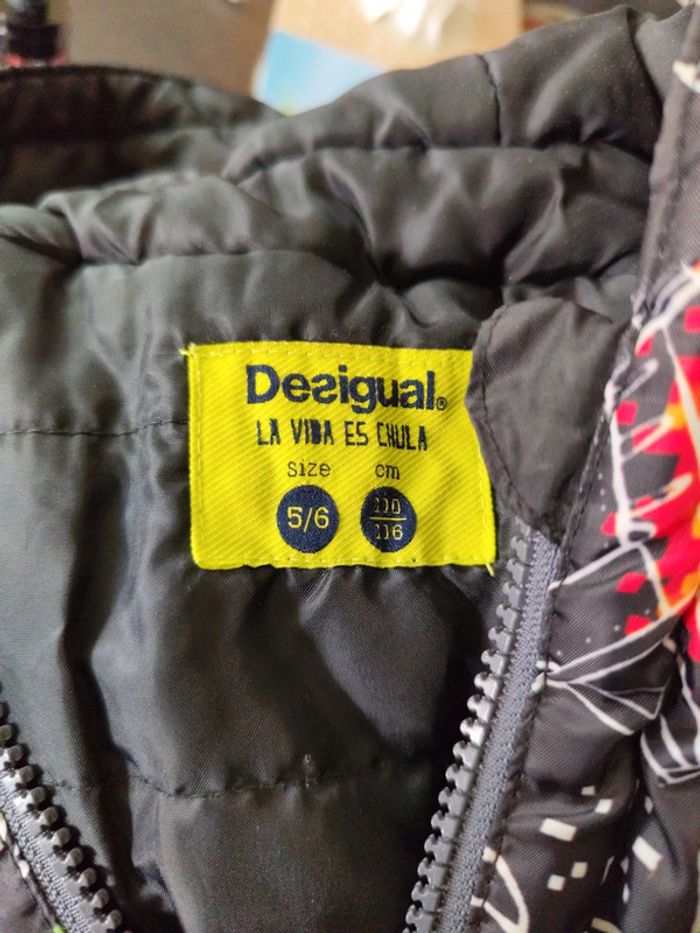 Desigual®
LA VIDA ES CHULA
Size cm
5/6 110
116